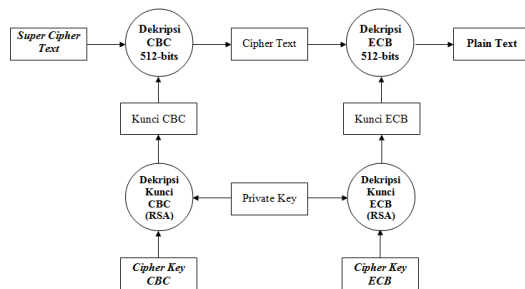 Super Cipher
Text
Dekripsi
CBC
512-bits
Cipher Text
Dekripsi
ECB
512-bits
Plain Text
Kunci CBC
Kunci ECB
Dekripsi
Kunci
CBC
(RSA)
Private Key
Dekripsi
Kunci
ECB
(RSA)
Cipher Key
CBC
Cipher Key
ECB